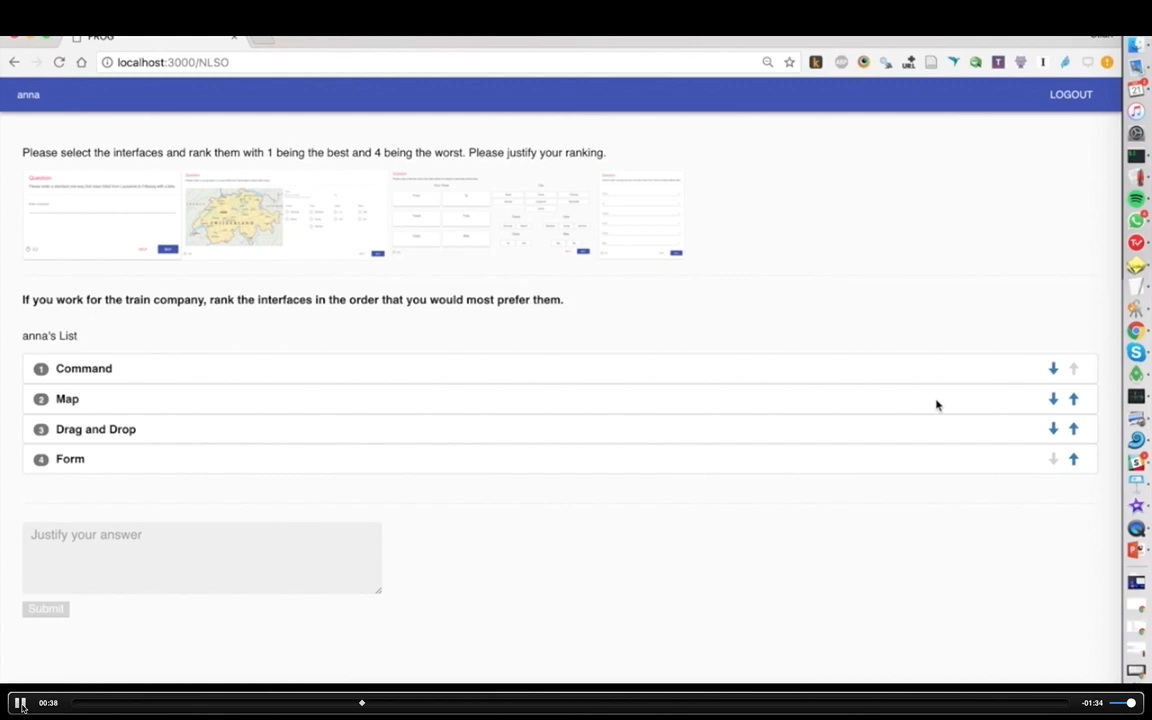 FROG
localhost:3000/NLSO
anna
LOGOUT
Please select the interfaces and rank them with 1 being the best and 4 being the worst. Please justify your ranking.
Question
If you work for the train company, rank the interfaces in the order that you would most prefer them.
anna's List
1 Command
2 Map
3 Drag and Drop
4 Form
Justify your answer
Submit
00:38
-01:34